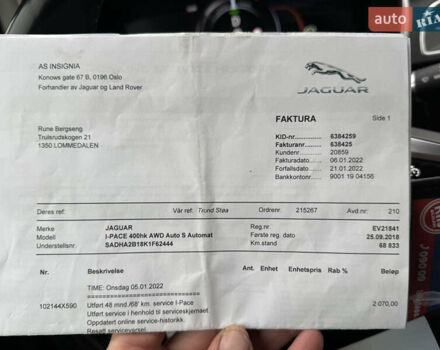 RIA
AS INSIGNIA
Konows gate 67 B, 0196 Oslo
Forhandler av Jaguar og Land Rover
JAGUAR
FAKTURA Side 1
Rune Bergseng
Trulsrudskogen 21
1350 LOMMEDALEN
KID-nr. 6384259
Fakturanr. 638425
Kundenr. 20859
Fakturadato 06.01.2022
Forfallsdato 21.01.2022
Bankkontonr. 9001 19 04156
Deres ref: Vår ref: Trund Støa Ordrenr 215267 Avd.nr: 210
Merke JAGUAR Reg.nr. EV21841
Modell I-PACE 400hk AWD Auto S Automat Første reg. dato 25.09.2018
Understellsnr. SADHA2B18K1F62444 Km.stand 68 833
Nr. Beskrivelse Ant. Enhet Enhetspris Rab % Beløp
TIME: Onsdag 05.01.2022
102144X590 Utført 48 mnd /68' km. service I-Pace 2 070,00
Utført service i henhold til serviceskjemaet.
Oppdatert online service-historikk.
Resatt servicevarsel.